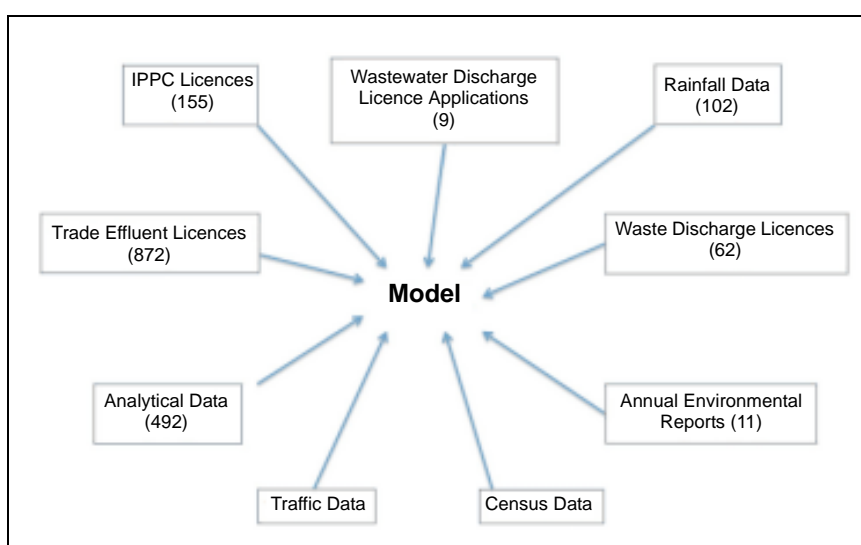 IPPC Licences
(155)
Wastewater Discharge
Licence Applications
(9)
Rainfall Data
(102)
Trade Effluent Licences
(872)
Waste Discharge Licences
(62)
Model
Analytical Data
(492)
Annual Environmental
Reports (11)
Traffic Data
Census Data